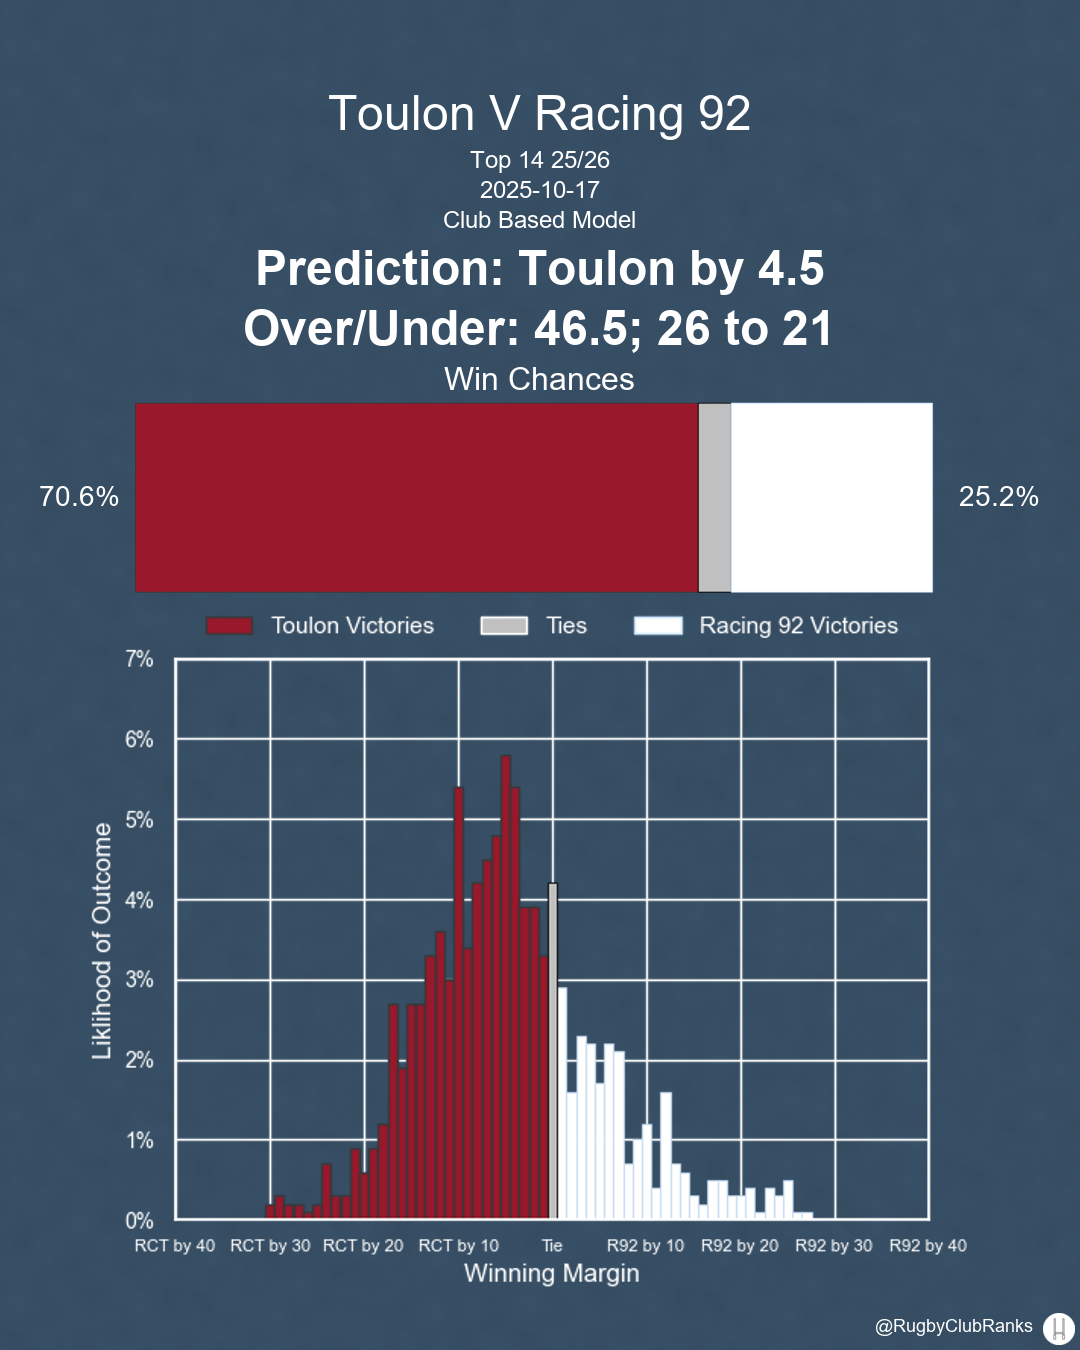 Toulon V Racing 92
Top 14 25/26
2025-10-17
Club Based Model
Prediction: Toulon by 4.5
Over/Under: 46.5; 26 to 21
Win Chances
70.6%
25.2%
Toulon Victories
Ties
Racing 92 Victories
7%
6%
5%
4%
3%
2%
1%
0%
Liklihood of Outcome
RCT by 40
RCT by 30
RCT by 20
RCT by 10
Tie
R92 by 10
R92 by 20
R92 by 30
R92 by 40
Winning Margin
@RugbyClubRanks